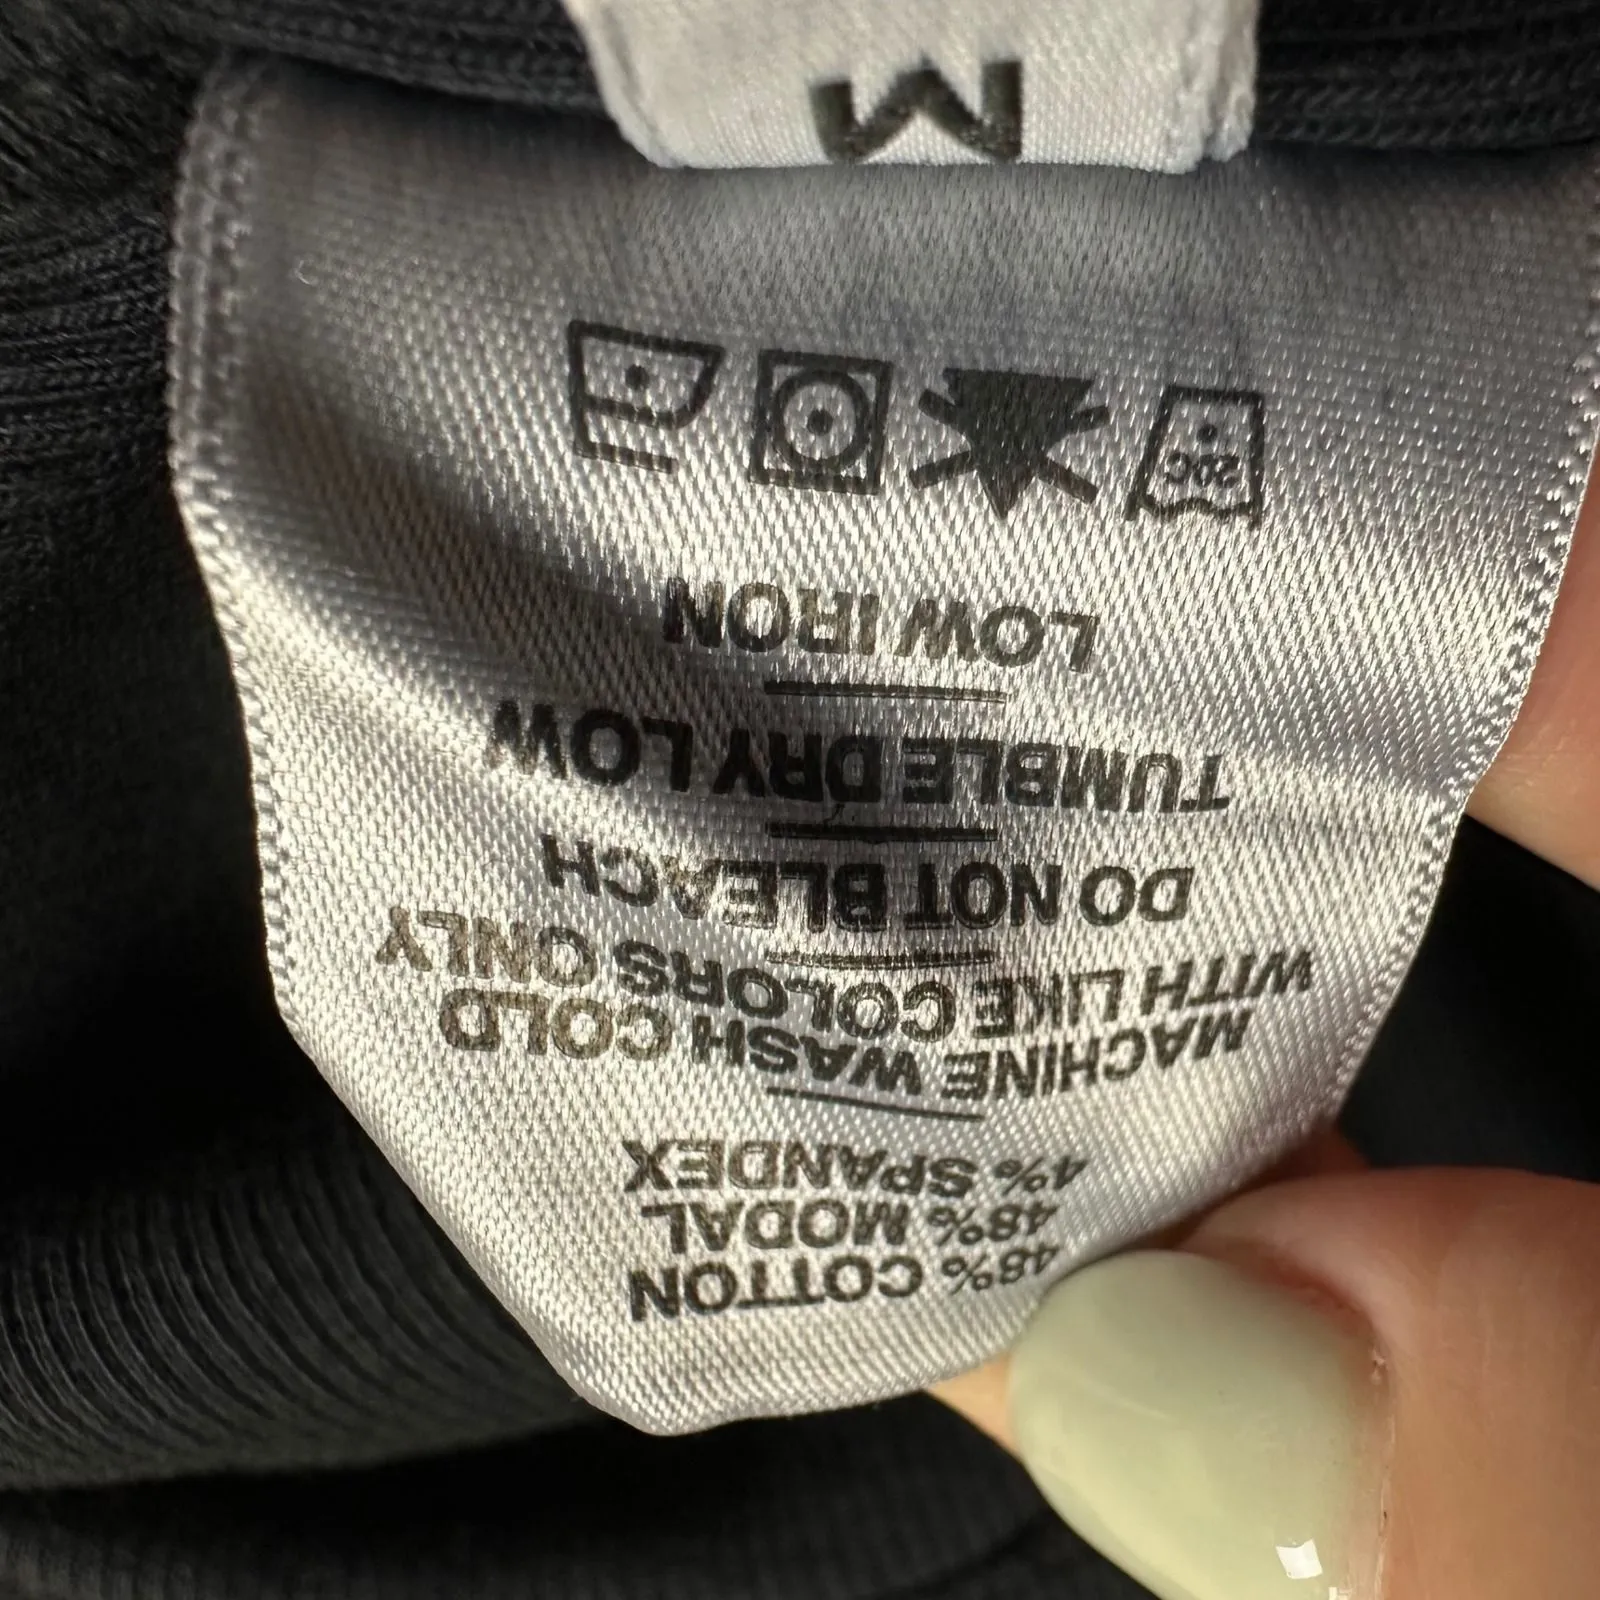 48% COTTON
48% MODAL
4% SPANDEX
MACHINE WASH COLD
WITH LIKE COLORS ONLY
DO NOT BLEACH
TUMBLE DRY LOW
LOW IRON
30C
M